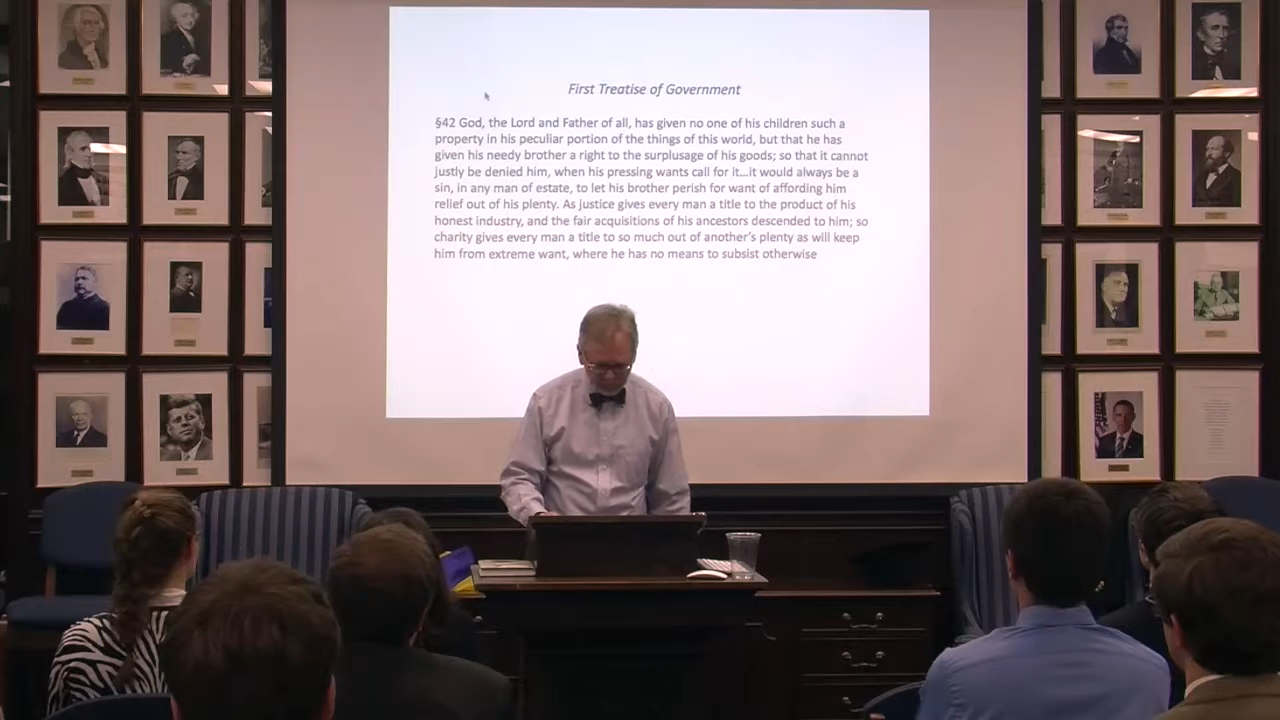 First Treatise of Government
§42 God, the Lord and Father of all, has given no one of his children such a
property in his peculiar portion of the things of this world, but that he has
given his needy brother a right to the surplusage of his goods; so that it cannot
justly be denied him, when his pressing wants call for it…it would always be a
sin, in any man of estate, to let his brother perish for want of affording him
relief out of his plenty. As justice gives every man a title to the product of his
honest industry, and the fair acquisitions of his ancestors descended to him; so
charity gives every man a title to so much out of another's plenty as will keep
him from extreme want, where he has no means to subsist otherwise